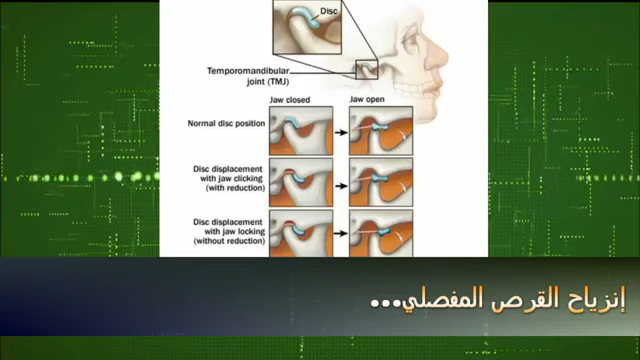 Disc
Temporomandibular
joint (TMJ)
Jaw closed
Jaw open
Normal disc position
Disc displacement
with jaw clicking
(with reduction)
Disc displacement
with jaw locking
(without reduction)
إنزياح القرص المفصلي...